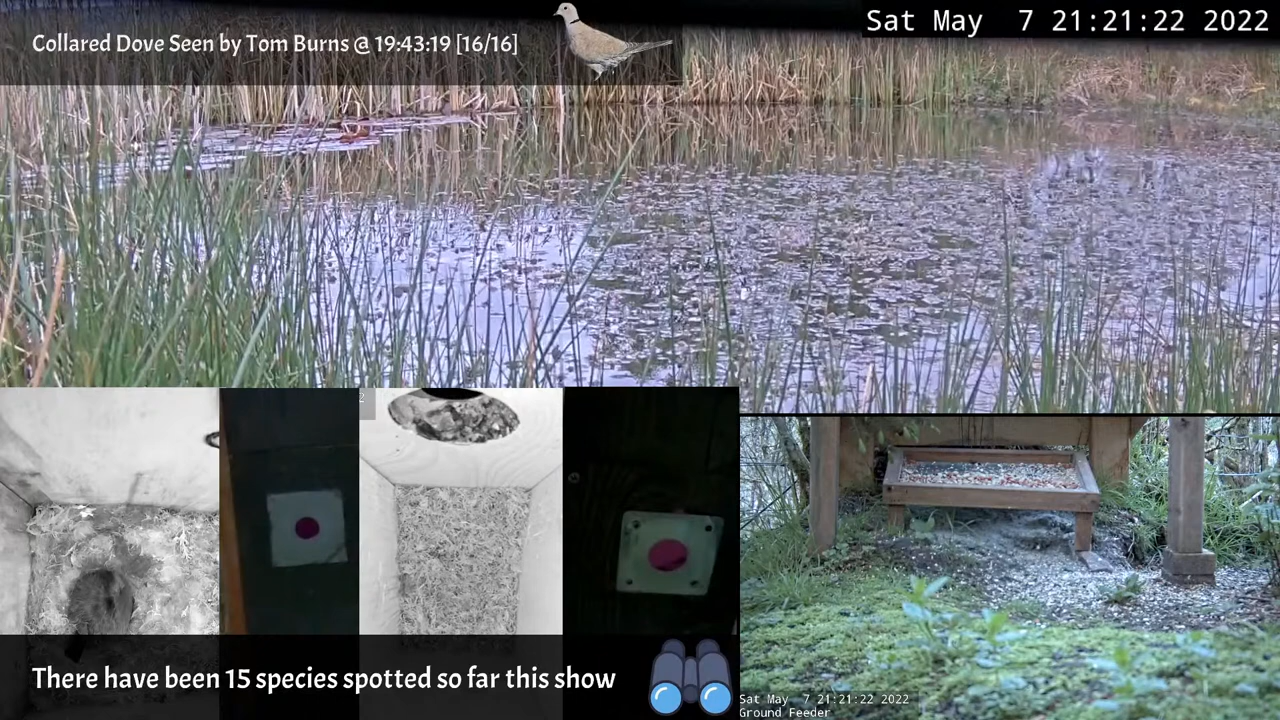 Collared Dove Seen by Tom Burns @ 19:43:19 [16/16]
Sat May 7 21:21:22 2022
2
There have been 15 species spotted so far this show
Sat May 7 21:21:22 2022
Ground Feeder